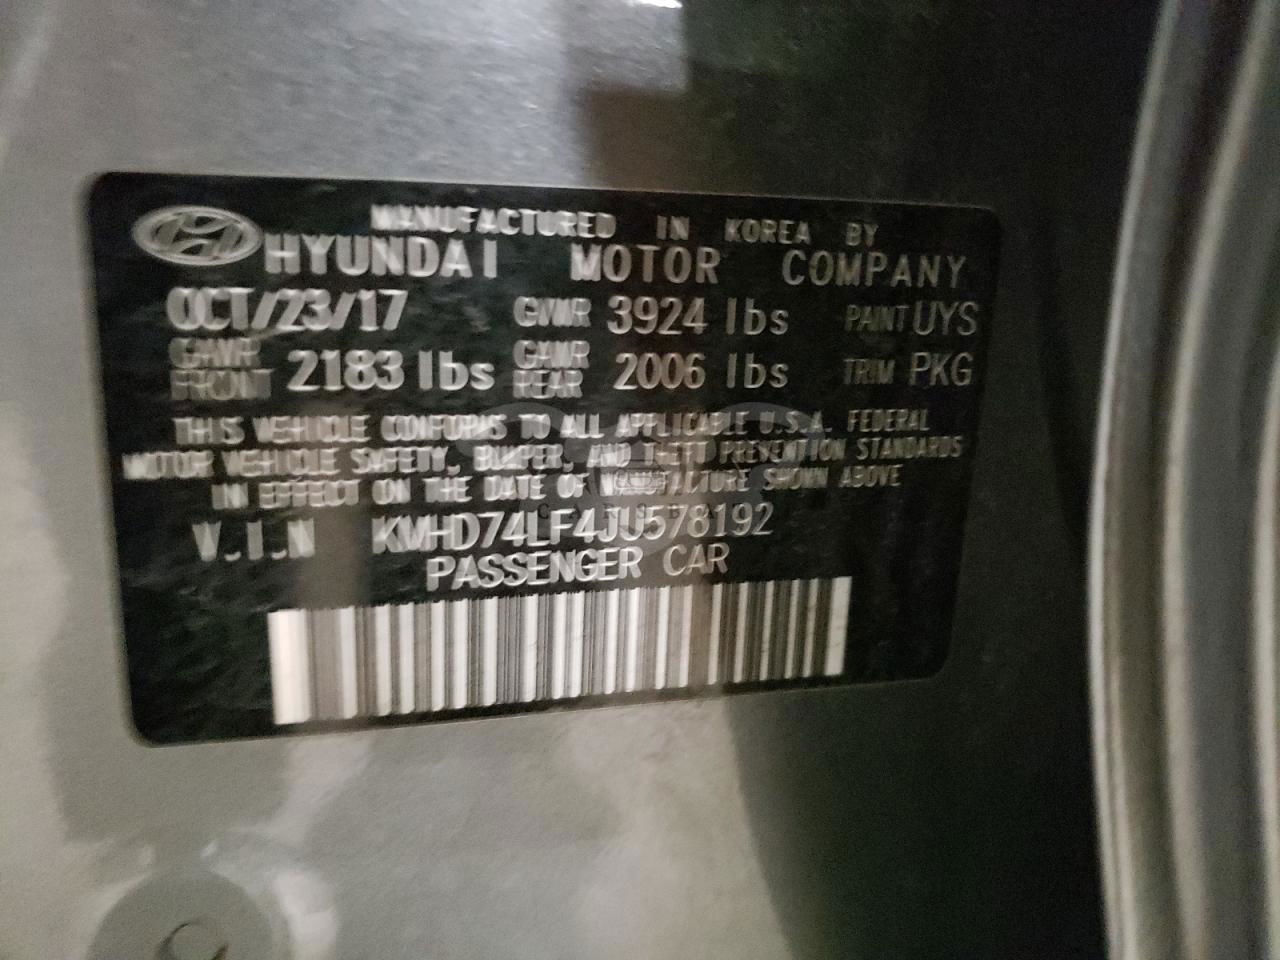 MANUFACTURED IN KOREA BY
HYUNDAI MOTOR COMPANY
OCT/23/17 GVWR 3924 lbs PAINT UYS
GAWR FRONT 2183 lbs GAWR REAR 2006 lbs TRIM PKG
THIS VEHICLE CONFORMS TO ALL APPLICABLE U.S.A. FEDERAL
MOTOR VEHICLE SAFETY, BUMPER, AND THEFT PREVENTION STANDARDS
IN EFFECT ON THE DATE OF MANUFACTURE SHOWN ABOVE
V.I.N KMHD74LF4JU578192
PASSENGER CAR